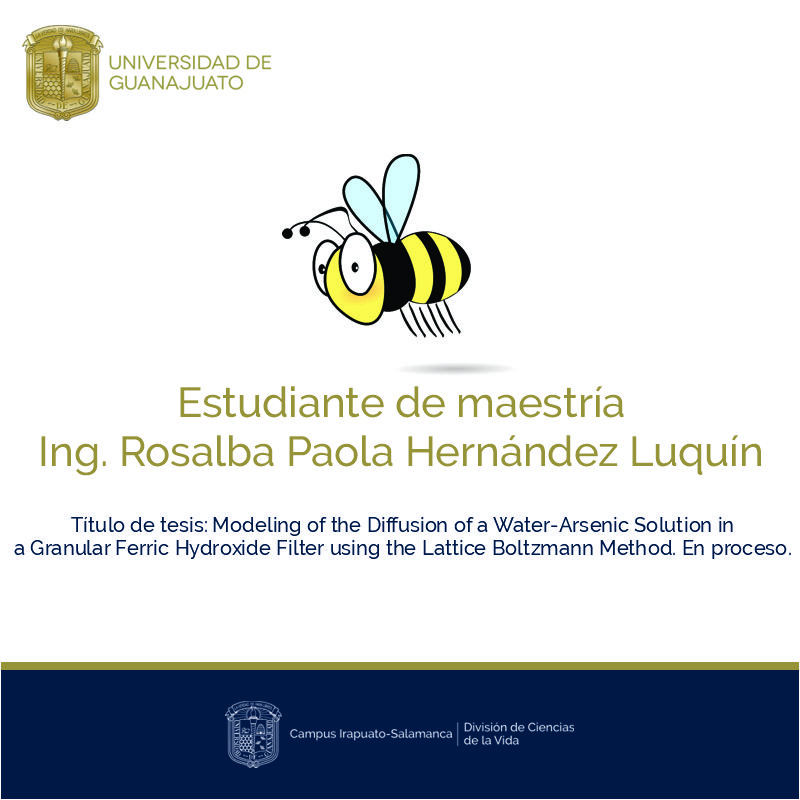 UNIVERSIDAD DE
GUANAJUATO
Estudiante de maestría
Ing. Rosalba Paola Hernández Luquín
Título de tesis: Modeling of the Diffusion of a Water-Arsenic Solution in
a Granular Ferric Hydroxide Filter using the Lattice Boltzmann Method. En proceso.
Campus Irapuato-Salamanca
División de Ciencias
de la Vida